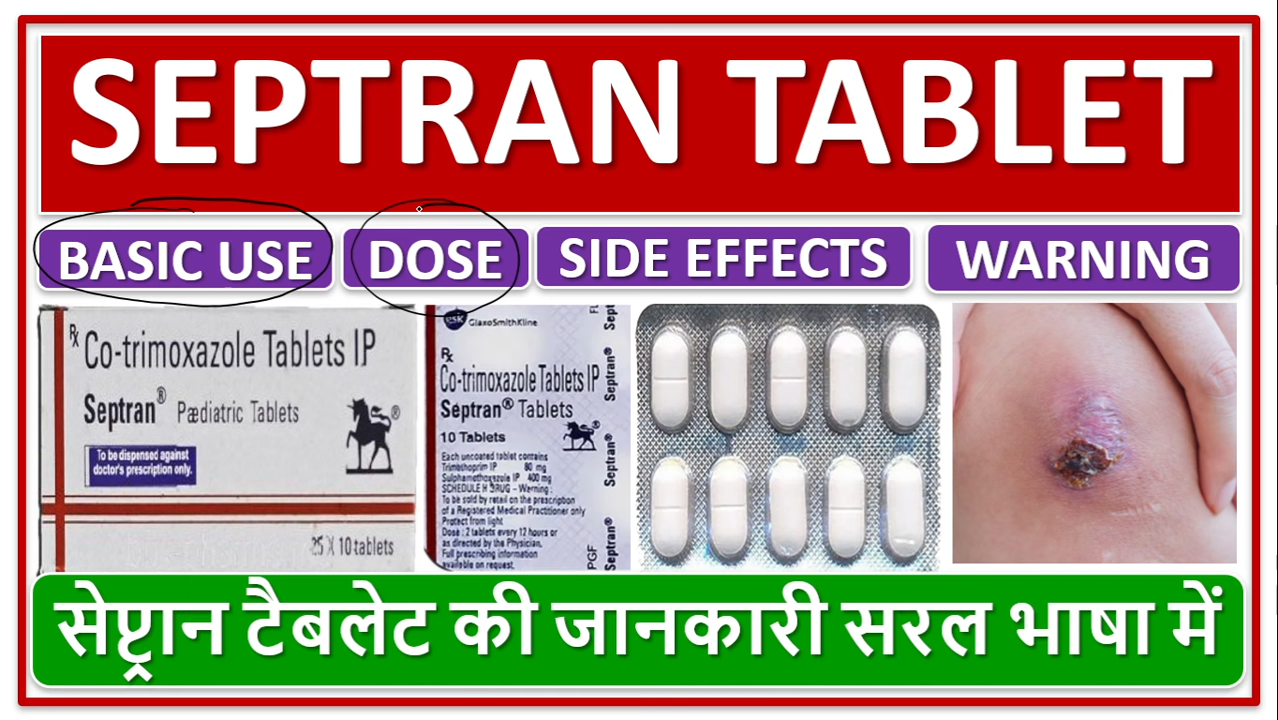 SEPTRAN TABLET
BASIC USE
DOSE
SIDE EFFECTS
WARNING
Rx Co-trimoxazole Tablets IP
Septran® Pædiatric Tablets
®
To be dispensed against
doctor's prescription only.
25 X 10 tablets
gsk GlaxoSmithKline
Rx
Co-trimoxazole Tablets IP
Septran® Tablets
10 Tablets
Each uncoated tablet contains
Trimethoprim IP 80 mg
Sulphamethoxazole IP 400 mg
SCHEDULE H DRUG - Warning :
To be sold by retail on the prescription
of a Registered Medical Practitioner only
Protect from light
Dose : 2 tablets every 12 hours or
as directed by the Physician.
Full prescribing information
available on request.
Septran®
Septran®
Septran®
PGF
सेप्ट्रान टैबलेट की जानकारी सरल भाषा में